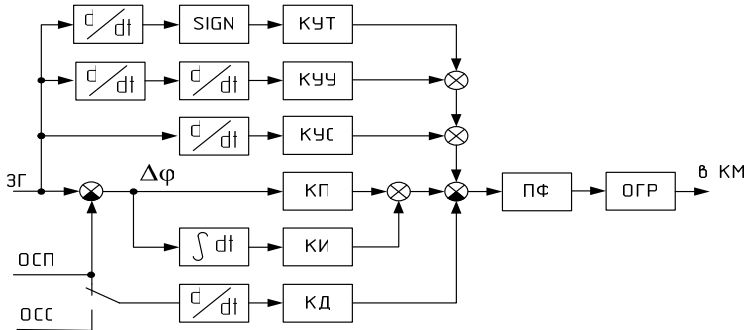 d/dt SIGN КУТ
d/dt d/dt КУУ
d/dt КУС
ЗГ Δφ КП ПФ ОГР в КМ
∫ dt КИ
ОСП
d/dt КД
ОСС